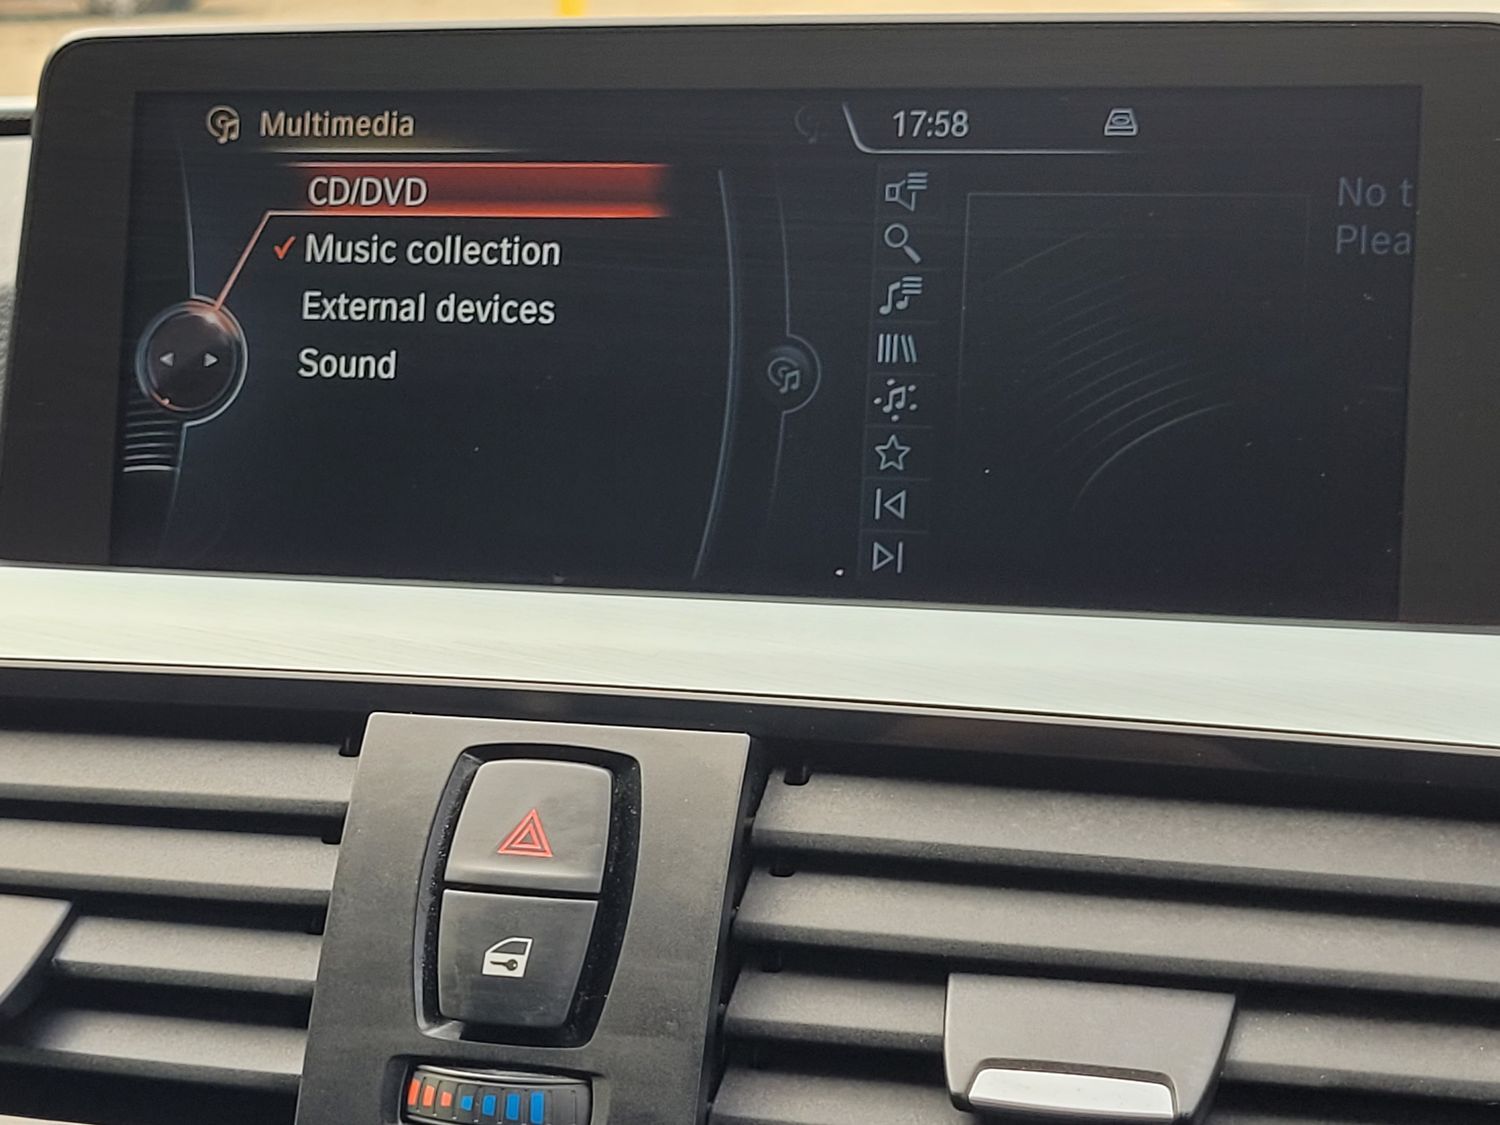 Multimedia
17:58
CD/DVD
Music collection
External devices
Sound
No t
Plea